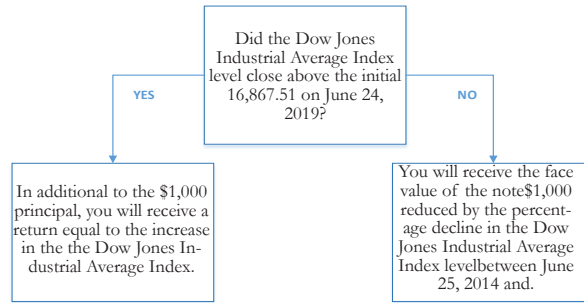 Did the Dow Jones
Industrial Average Index
level close above the initial
16,867.51 on June 24,
2019?
YES
NO
In additional to the $1,000
principal, you will receive a
return equal to the increase
in the the Dow Jones In-
dustrial Average Index.
You will receive the face
value of the note$1,000
reduced by the percent-
age decline in the Dow
Jones Industrial Average
Index levelbetween June
25, 2014 and.